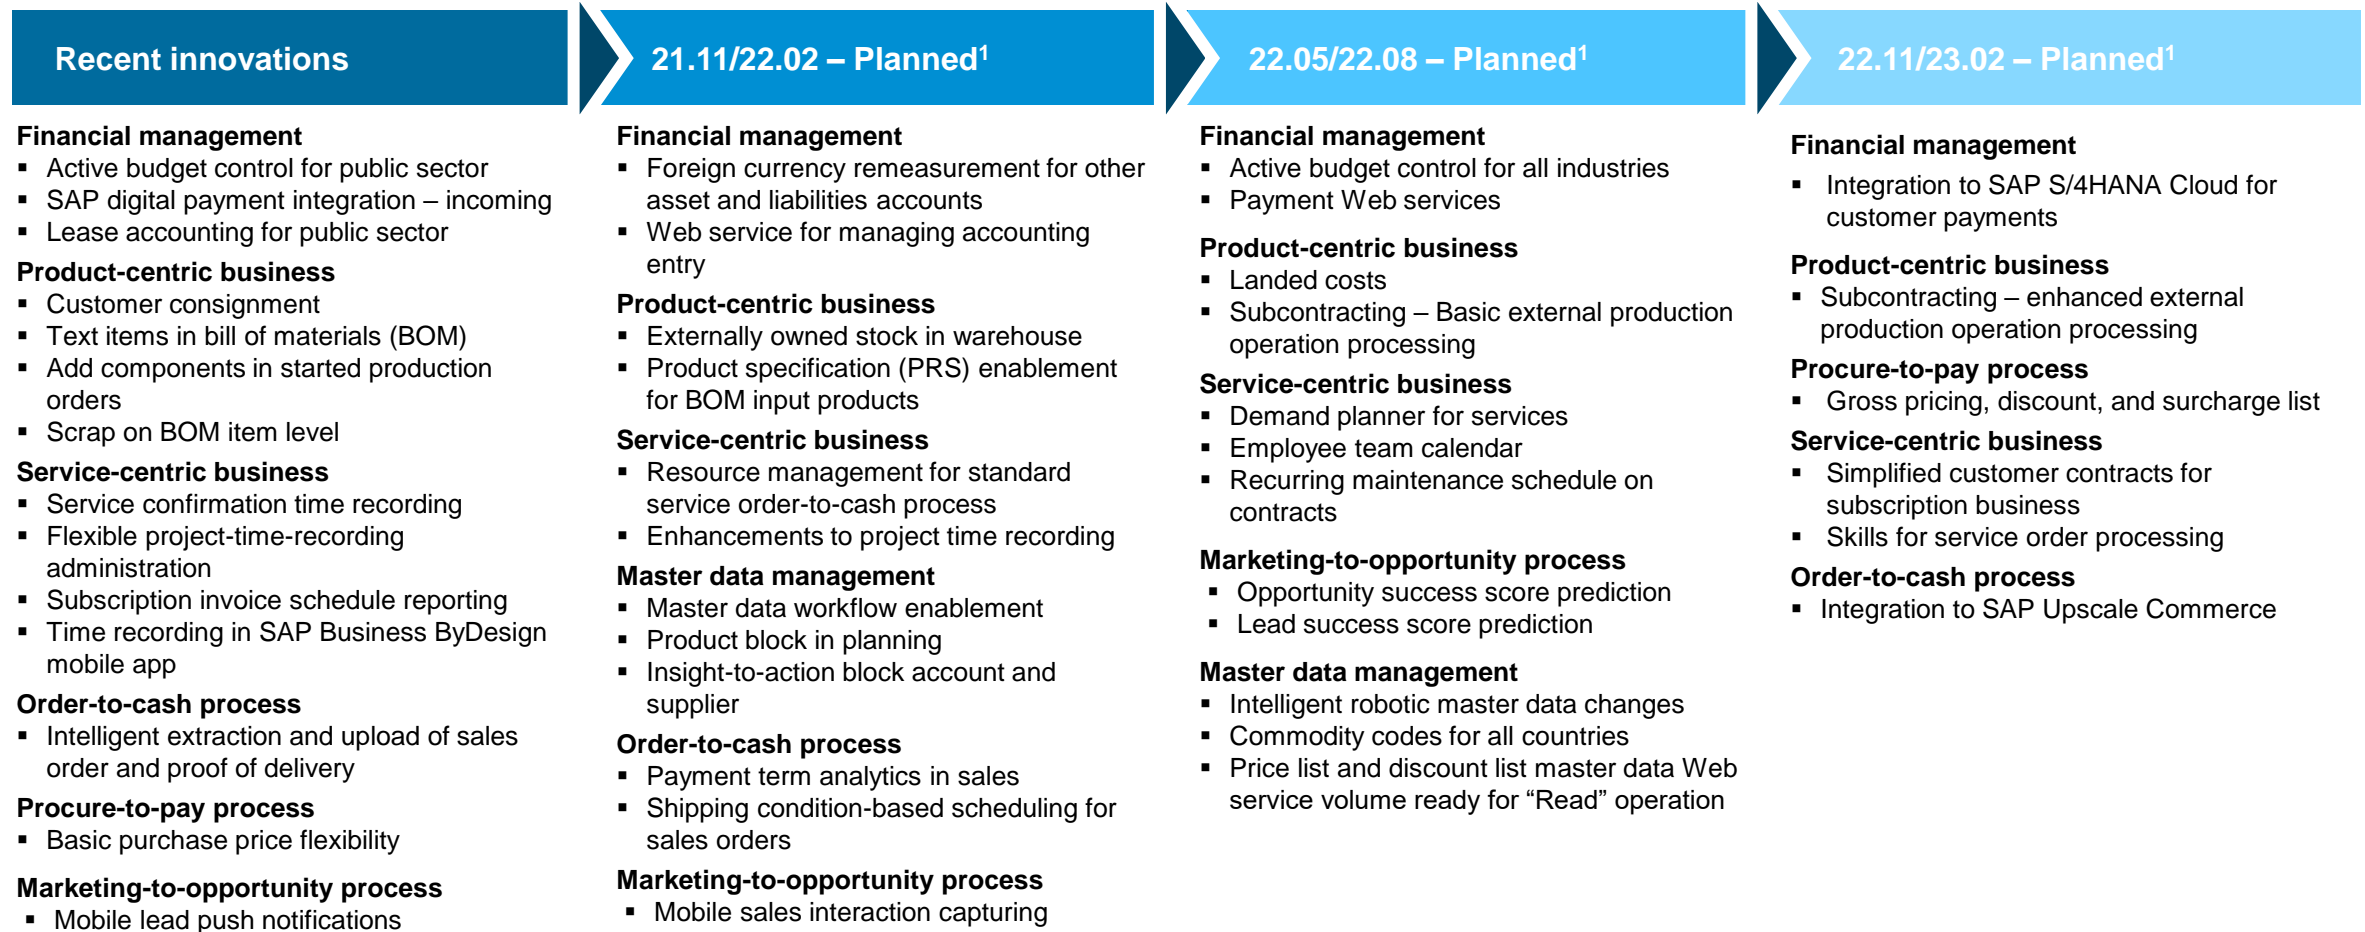 Recent innovations
Financial management
▪ Active budget control for public sector
▪ SAP digital payment integration – incoming
▪ Lease accounting for public sector
Product-centric business
▪ Customer consignment
▪ Text items in bill of materials (BOM)
▪ Add components in started production
orders
▪ Scrap on BOM item level
Service-centric business
▪ Service confirmation time recording
▪ Flexible project-time-recording
administration
▪ Subscription invoice schedule reporting
▪ Time recording in SAP Business ByDesign
mobile app
Order-to-cash process
▪ Intelligent extraction and upload of sales
order and proof of delivery
Procure-to-pay process
▪ Basic purchase price flexibility
Marketing-to-opportunity process
▪ Mobile lead push notifications
21.11/22.02 – Planned¹
Financial management
▪ Foreign currency remeasurement for other
asset and liabilities accounts
▪ Web service for managing accounting
entry
Product-centric business
▪ Externally owned stock in warehouse
▪ Product specification (PRS) enablement
for BOM input products
Service-centric business
▪ Resource management for standard
service order-to-cash process
▪ Enhancements to project time recording
Master data management
▪ Master data workflow enablement
▪ Product block in planning
▪ Insight-to-action block account and
supplier
Order-to-cash process
▪ Payment term analytics in sales
▪ Shipping condition-based scheduling for
sales orders
Marketing-to-opportunity process
▪ Mobile sales interaction capturing
22.05/22.08 – Planned¹
Financial management
▪ Active budget control for all industries
▪ Payment Web services
Product-centric business
▪ Landed costs
▪ Subcontracting – Basic external production
operation processing
Service-centric business
▪ Demand planner for services
▪ Employee team calendar
▪ Recurring maintenance schedule on
contracts
Marketing-to-opportunity process
▪ Opportunity success score prediction
▪ Lead success score prediction
Master data management
▪ Intelligent robotic master data changes
▪ Commodity codes for all countries
▪ Price list and discount list master data Web
service volume ready for “Read” operation
22.11/23.02 – Planned¹
Financial management
▪ Integration to SAP S/4HANA Cloud for
customer payments
Product-centric business
▪ Subcontracting – enhanced external
production operation processing
Procure-to-pay process
▪ Gross pricing, discount, and surcharge list
Service-centric business
▪ Simplified customer contracts for
subscription business
▪ Skills for service order processing
Order-to-cash process
▪ Integration to SAP Upscale Commerce